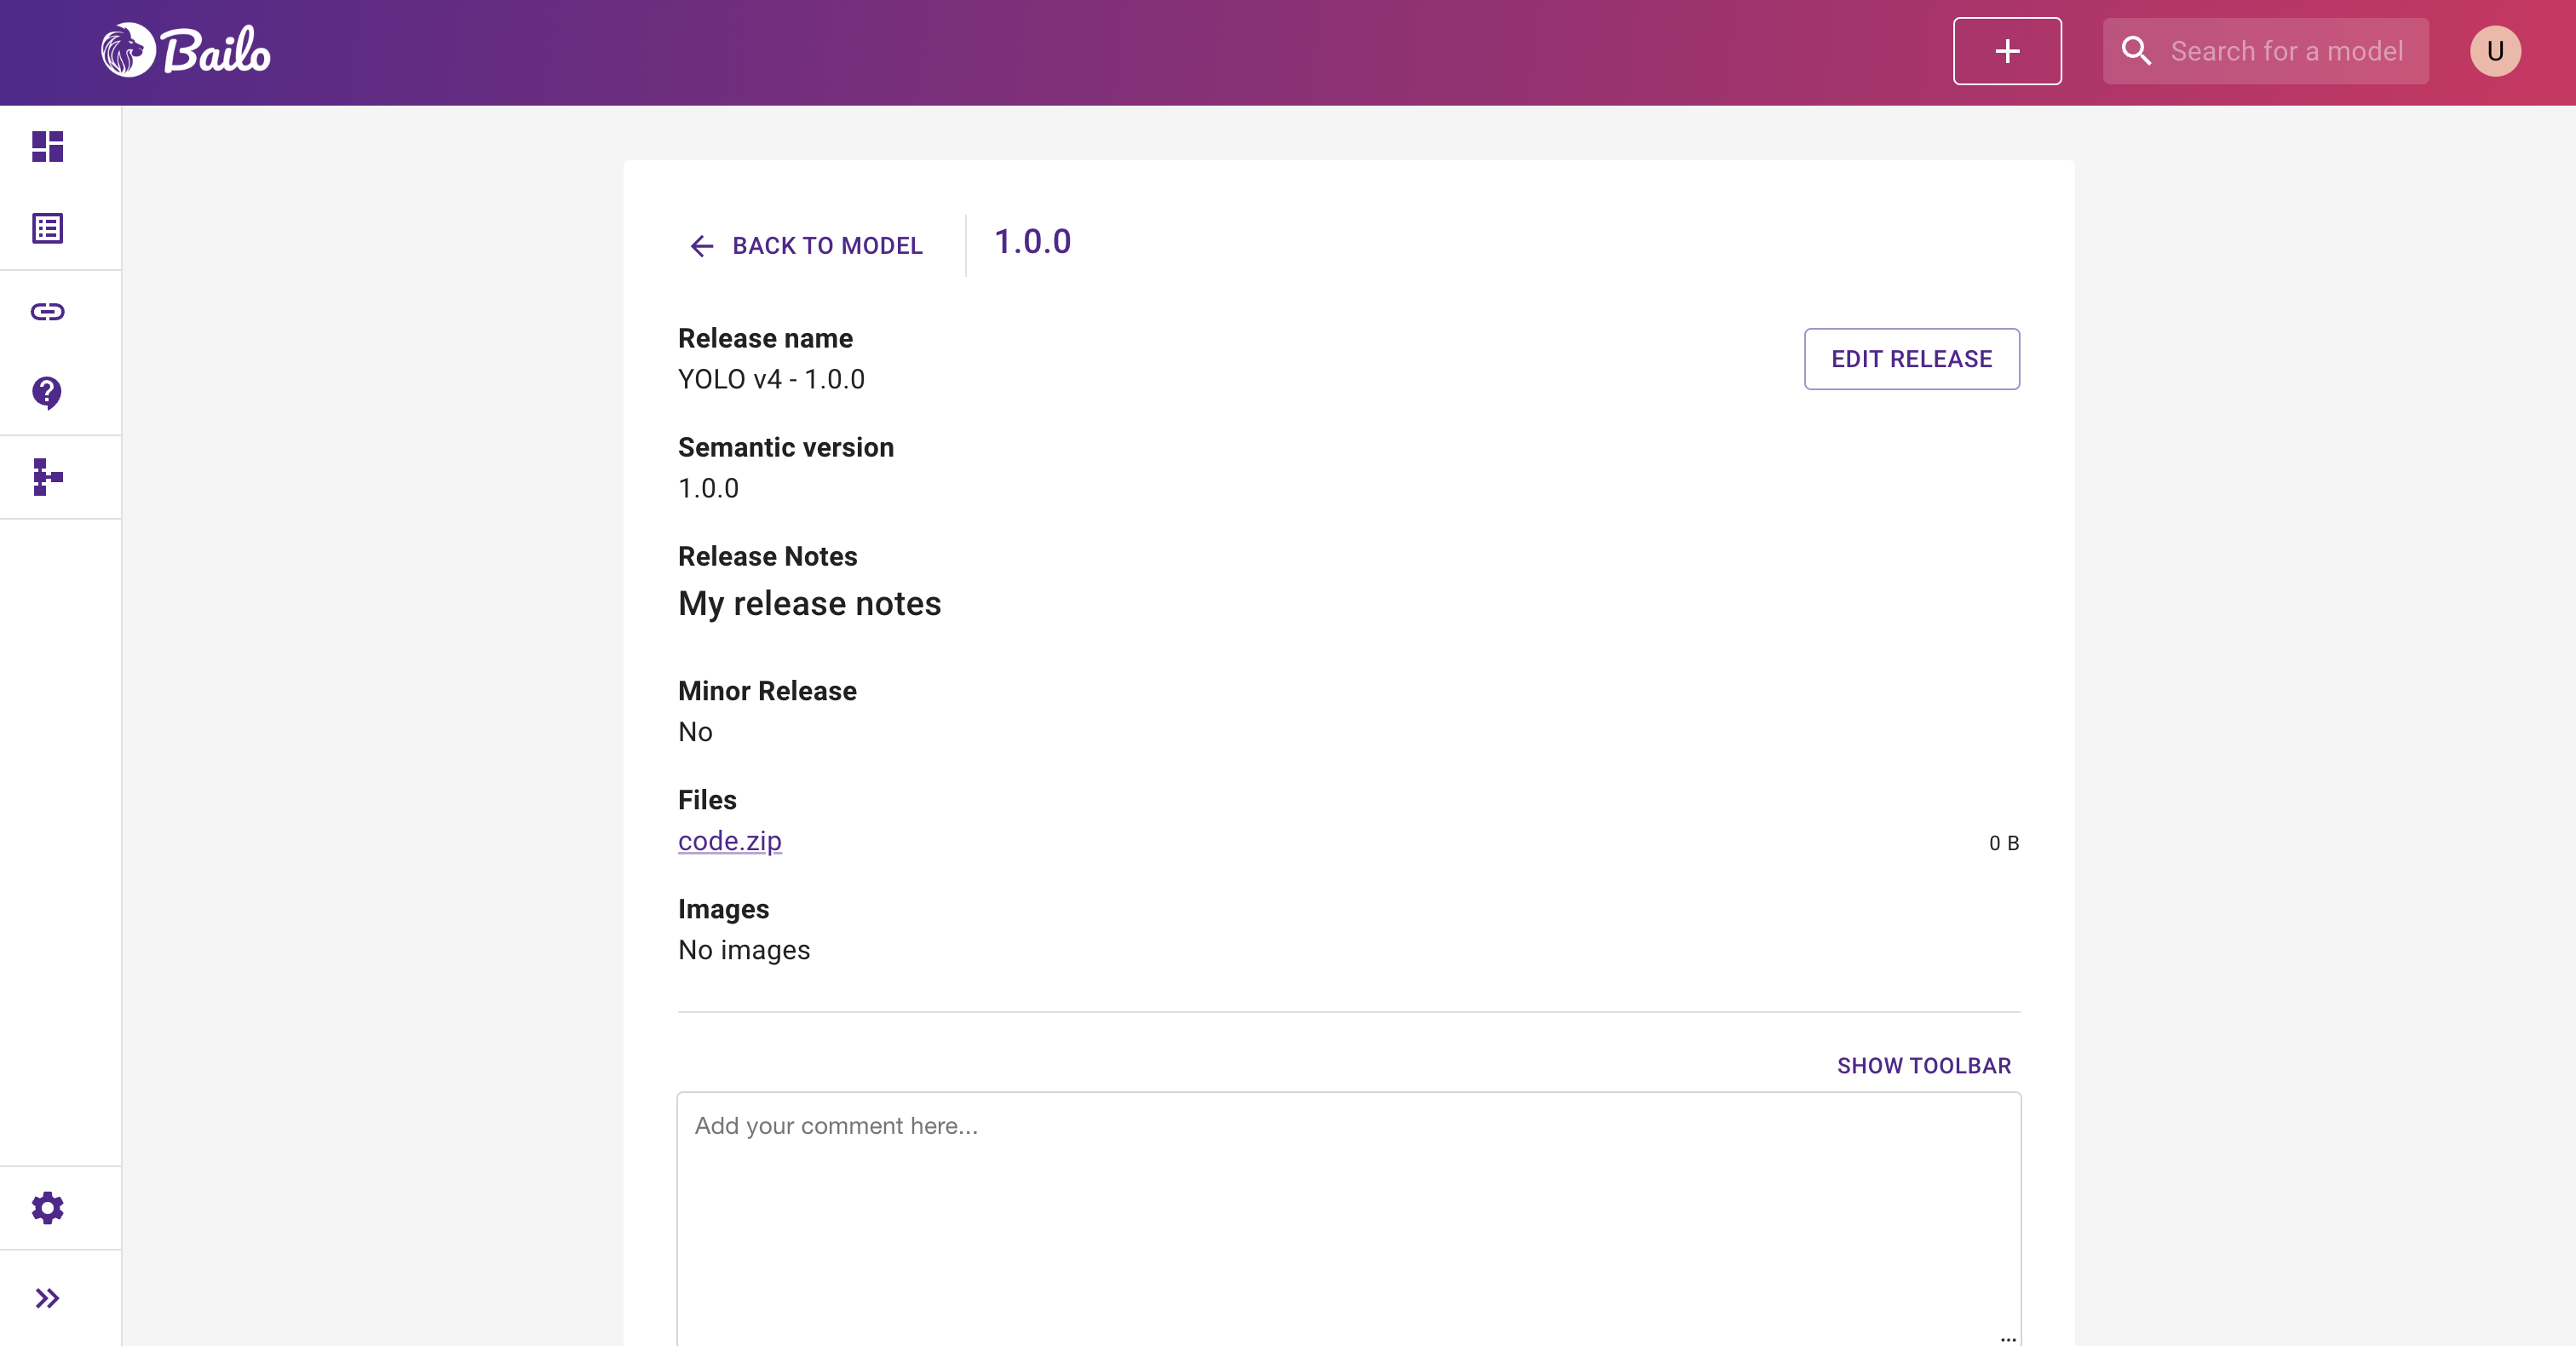 Bailo
+
Search for a model
U
BACK TO MODEL
1.0.0
Release name
EDIT RELEASE
YOLO v4 - 1.0.0
Semantic version
1.0.0
Release Notes
My release notes
Minor Release
No
Files
code.zip
0 B
Images
No images
SHOW TOOLBAR
Add your comment here...